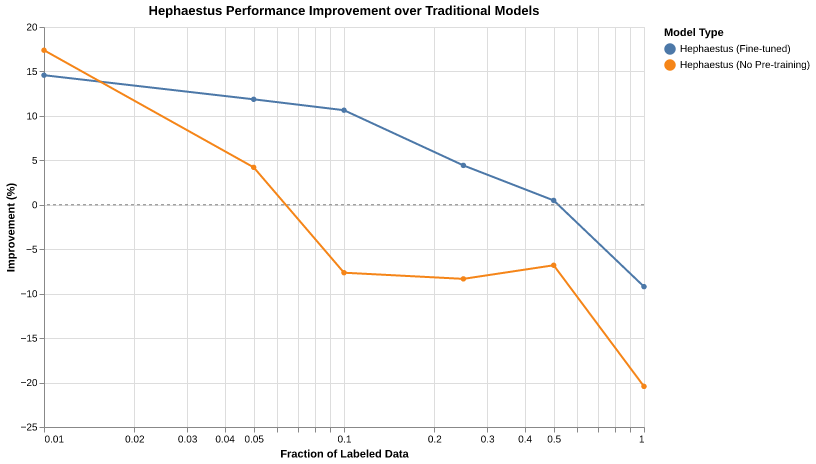 Hephaestus Performance Improvement over Traditional Models
Model Type
Hephaestus (Fine-tuned)
Hephaestus (No Pre-training)
Improvement (%)
20
15
10
5
0
−5
−10
−15
−20
−25
0.01 0.02 0.03 0.04 0.05 0.1 0.2 0.3 0.4 0.5 1
Fraction of Labeled Data